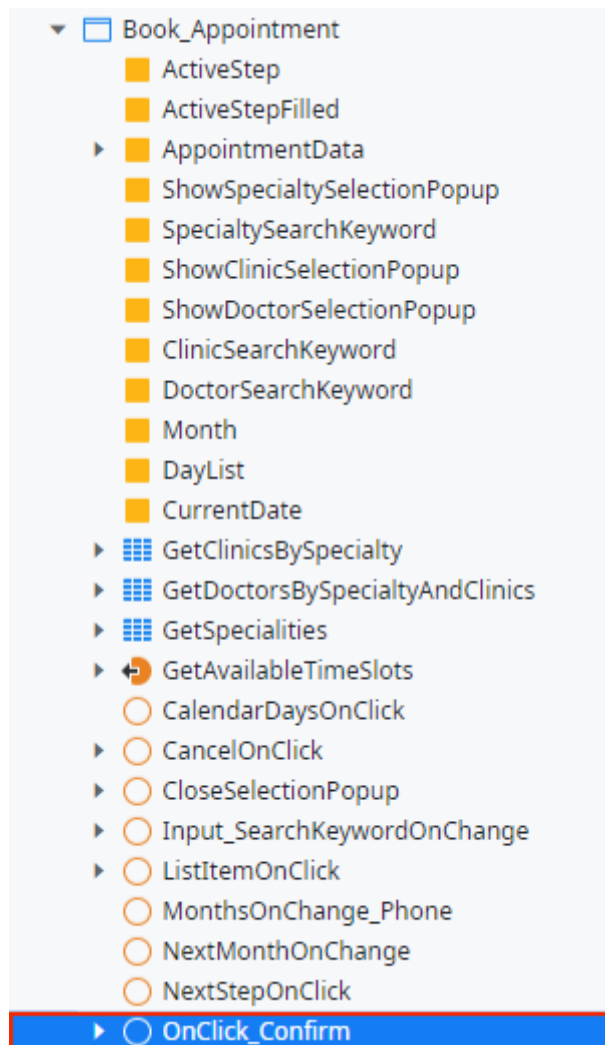 Book_Appointment
ActiveStep
ActiveStepFilled
AppointmentData
ShowSpecialtySelectionPopup
SpecialtySearchKeyword
ShowClinicSelectionPopup
ShowDoctorSelectionPopup
ClinicSearchKeyword
DoctorSearchKeyword
Month
DayList
CurrentDate
GetClinicsBySpecialty
GetDoctorsBySpecialtyAndClinics
GetSpecialities
GetAvailableTimeSlots
CalendarDaysOnClick
CancelOnClick
CloseSelectionPopup
Input_SearchKeywordOnChange
ListItemOnClick
MonthsOnChange_Phone
NextMonthOnChange
NextStepOnClick
OnClick_Confirm